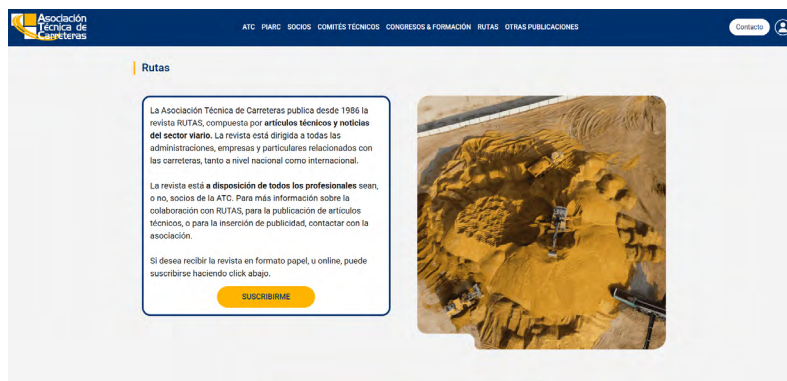 Asociación
Técnica de
Carreteras
ATC PIARC SOCIOS COMITÉS TÉCNICOS CONGRESOS & FORMACIÓN RUTAS OTRAS PUBLICACIONES
Contacto
Rutas
La Asociación Técnica de Carreteras publica desde 1986 la
revista RUTAS, compuesta por artículos técnicos y noticias
del sector viario. La revista está dirigida a todas las
administraciones, empresas y particulares relacionados con
las carreteras, tanto a nivel nacional como internacional.
La revista está a disposición de todos los profesionales sean,
o no, socios de la ATC. Para más información sobre la
colaboración con RUTAS, para la publicación de artículos
técnicos, o para la inserción de publicidad, contactar con la
asociación.
Si desea recibir la revista en formato papel, u online, puede
suscribirse haciendo click abajo.
SUSCRIBIRME